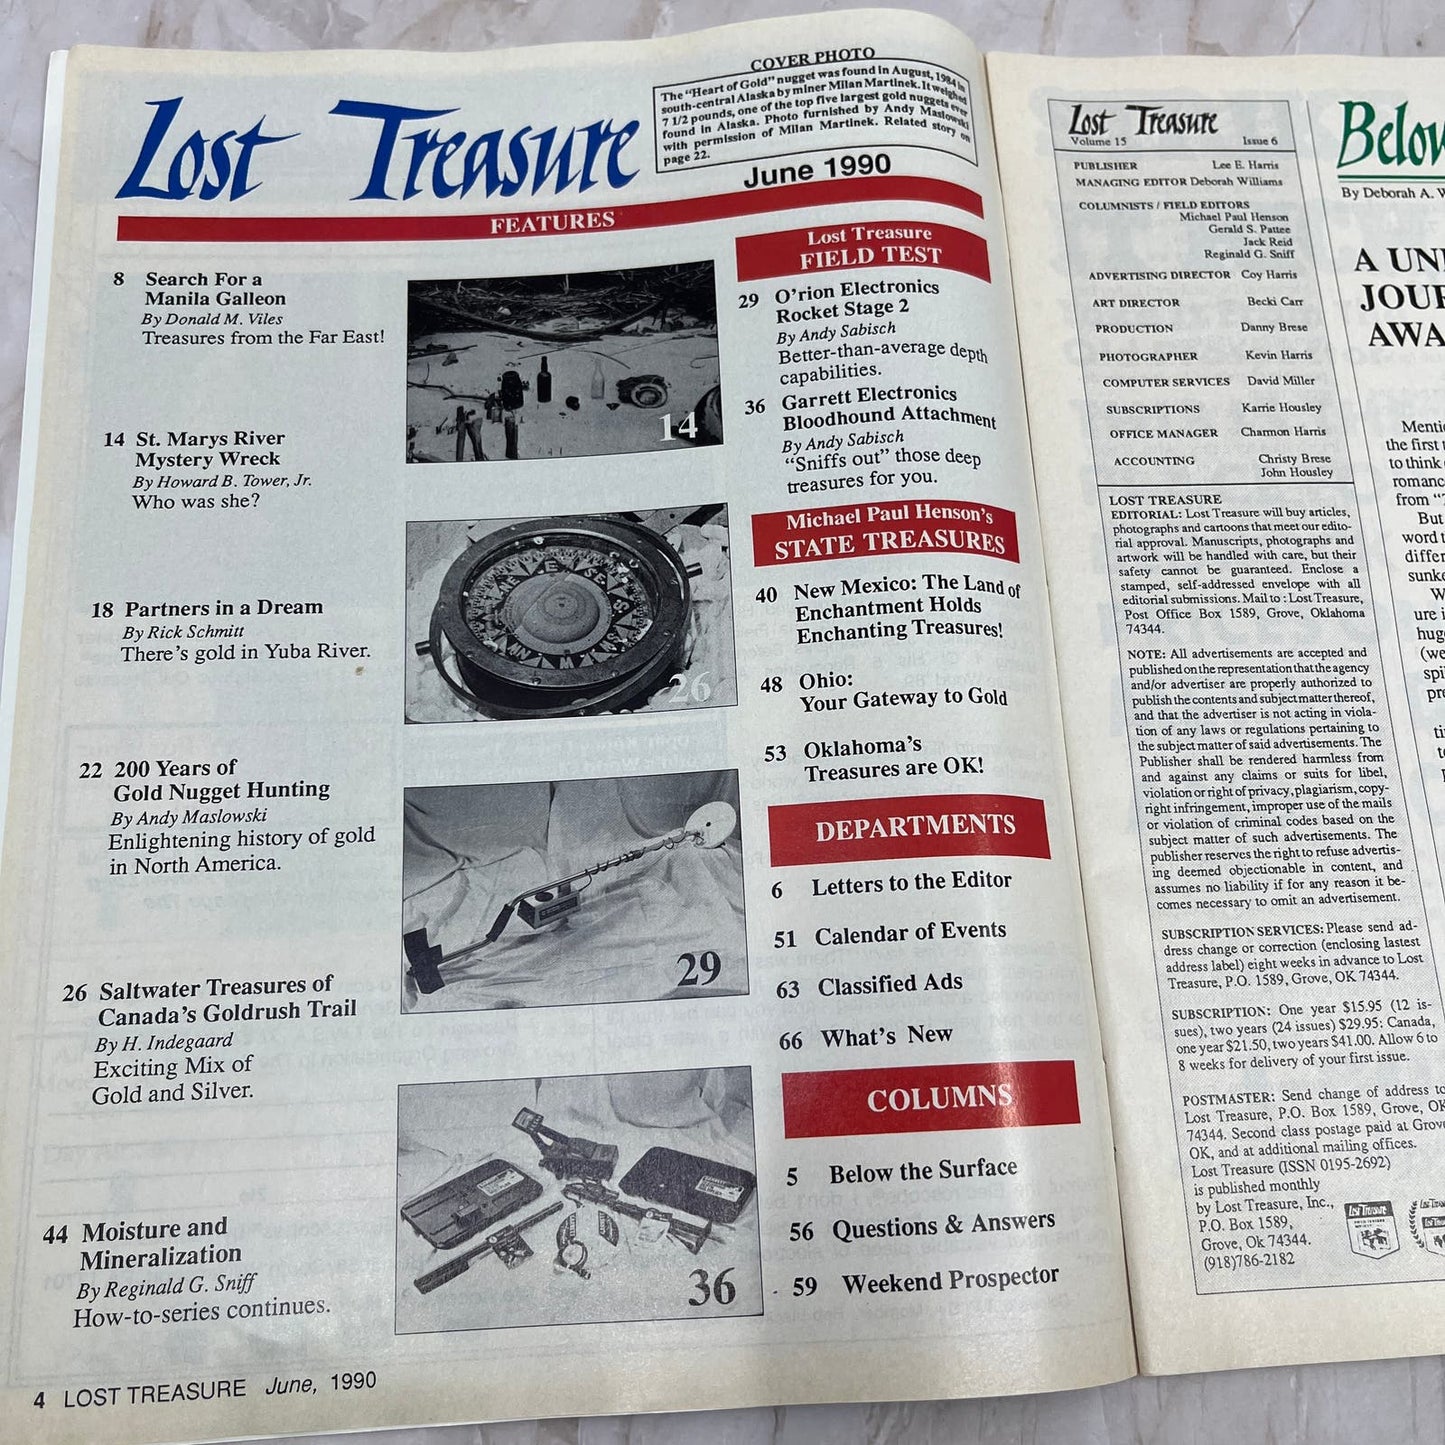 Lost Treasure
COVER PHOTO
The "Heart of Gold" nugget was found in August, 1984 in
south-central Alaska by miner Milan Martinek. It weighed
7 1/2 pounds, one of the top five largest gold nuggets ever
found in Alaska. Photo furnished by Andy Maslowski
with permission of Milan Martinek. Related story on
page 22.
June 1990
FEATURES
8 Search For a
Manila Galleon
By Donald M. Viles
Treasures from the Far East!
14 St. Marys River
Mystery Wreck
By Howard B. Tower, Jr.
Who was she?
18 Partners in a Dream
By Rick Schmitt
There's gold in Yuba River.
22 200 Years of
Gold Nugget Hunting
By Andy Maslowski
Enlightening history of gold
in North America.
26 Saltwater Treasures of
Canada's Goldrush Trail
By H. Indegaard
Exciting Mix of
Gold and Silver.
44 Moisture and
Mineralization
By Reginald G. Sniff
How-to-series continues.
14
26
29
36
Lost Treasure
FIELD TEST
29 O'rion Electronics
Rocket Stage 2
By Andy Sabisch
Better-than-average depth
capabilities.
36 Garrett Electronics
Bloodhound Attachment
By Andy Sabisch
"Sniffs out" those deep
treasures for you.
Michael Paul Henson's
STATE TREASURES
40 New Mexico: The Land of
Enchantment Holds
Enchanting Treasures!
48 Ohio:
Your Gateway to Gold
53 Oklahoma's
Treasures are OK!
DEPARTMENTS
6 Letters to the Editor
51 Calendar of Events
63 Classified Ads
66 What's New
COLUMNS
5 Below the Surface
56 Questions & Answers
59 Weekend Prospector
4 LOST TREASURE June, 1990
Lost Treasure
Volume 15 Issue 6
PUBLISHER Lee E. Harris
MANAGING EDITOR Deborah Williams
COLUMNISTS / FIELD EDITORS
Michael Paul Henson
Gerald S. Pattee
Jack Reid
Reginald G. Sniff
ADVERTISING DIRECTOR Coy Harris
ART DIRECTOR Becki Carr
PRODUCTION Danny Brese
PHOTOGRAPHER Kevin Harris
COMPUTER SERVICES David Miller
SUBSCRIPTIONS Karrie Housley
OFFICE MANAGER Charmon Harris
ACCOUNTING Christy Brese
John Housley
LOST TREASURE
EDITORIAL: Lost Treasure will buy articles,
photographs and cartoons that meet our edito-
rial approval. Manuscripts, photographs and
artwork will be handled with care, but their
safety cannot be guaranteed. Enclose a
stamped, self-addressed envelope with all
editorial submissions. Mail to : Lost Treasure,
Post Office Box 1589, Grove, Oklahoma
74344.
NOTE: All advertisements are accepted and
published on the representation that the agency
and/or advertiser are properly authorized to
publish the contents and subject matter thereof,
and that the advertiser is not acting in viola-
tion of any laws or regulations pertaining to
the subject matter of said advertisements. The
Publisher shall be rendered harmless from
and against any claims or suits for libel,
violation or right of privacy, plagiarism, copy-
right infringement, improper use of the mails
or violation of criminal codes based on the
subject matter of such advertisements. The
publisher reserves the right to refuse advertis-
ing deemed objectionable in content, and
assumes no liability if for any reason it be-
comes necessary to omit an advertisement.
SUBSCRIPTION SERVICES: Please send ad-
dress change or correction (enclosing lastest
address label) eight weeks in advance to Lost
Treasure, P.O. 1589, Grove, OK 74344.
SUBSCRIPTION: One year $15.95 (12 is-
sues), two years (24 issues) $29.95: Canada,
one year $21.50, two years $41.00. Allow 6 to
8 weeks for delivery of your first issue.
POSTMASTER: Send change of address to
Lost Treasure, P.O. Box 1589, Grove, OK
74344. Second class postage paid at Grove
OK, and at additional mailing offices.
Lost Treasure (ISSN 0195-2692)
is published monthly
by Lost Treasure, Inc.,
P.O. Box 1589,
Grove, Ok 74344.
(918)786-2182
Lost Treasure
Below
By Deborah A. W
A UN
JOUR
AWA
Mentio
the first t
to think
romanc
from "
But
word t
differ
sunke
W
ure i
huge
(we
spi
pre